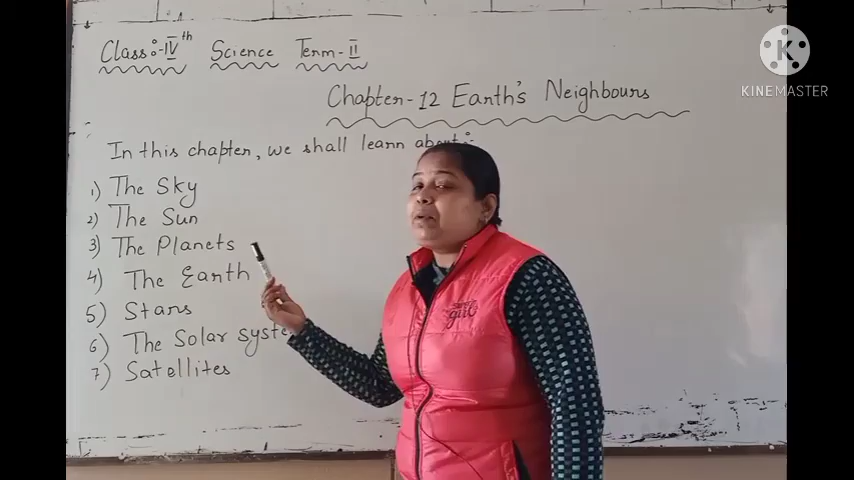 Class:-IVth Science Term-II
Chapter-12 Earth's Neighbours
In this chapter, we shall learn about:-
1) The Sky
2) The Sun
3) The Planets
4) The Earth
5) Stars
6) The Solar syste
7) Satellites
girl
K
KINEMASTER